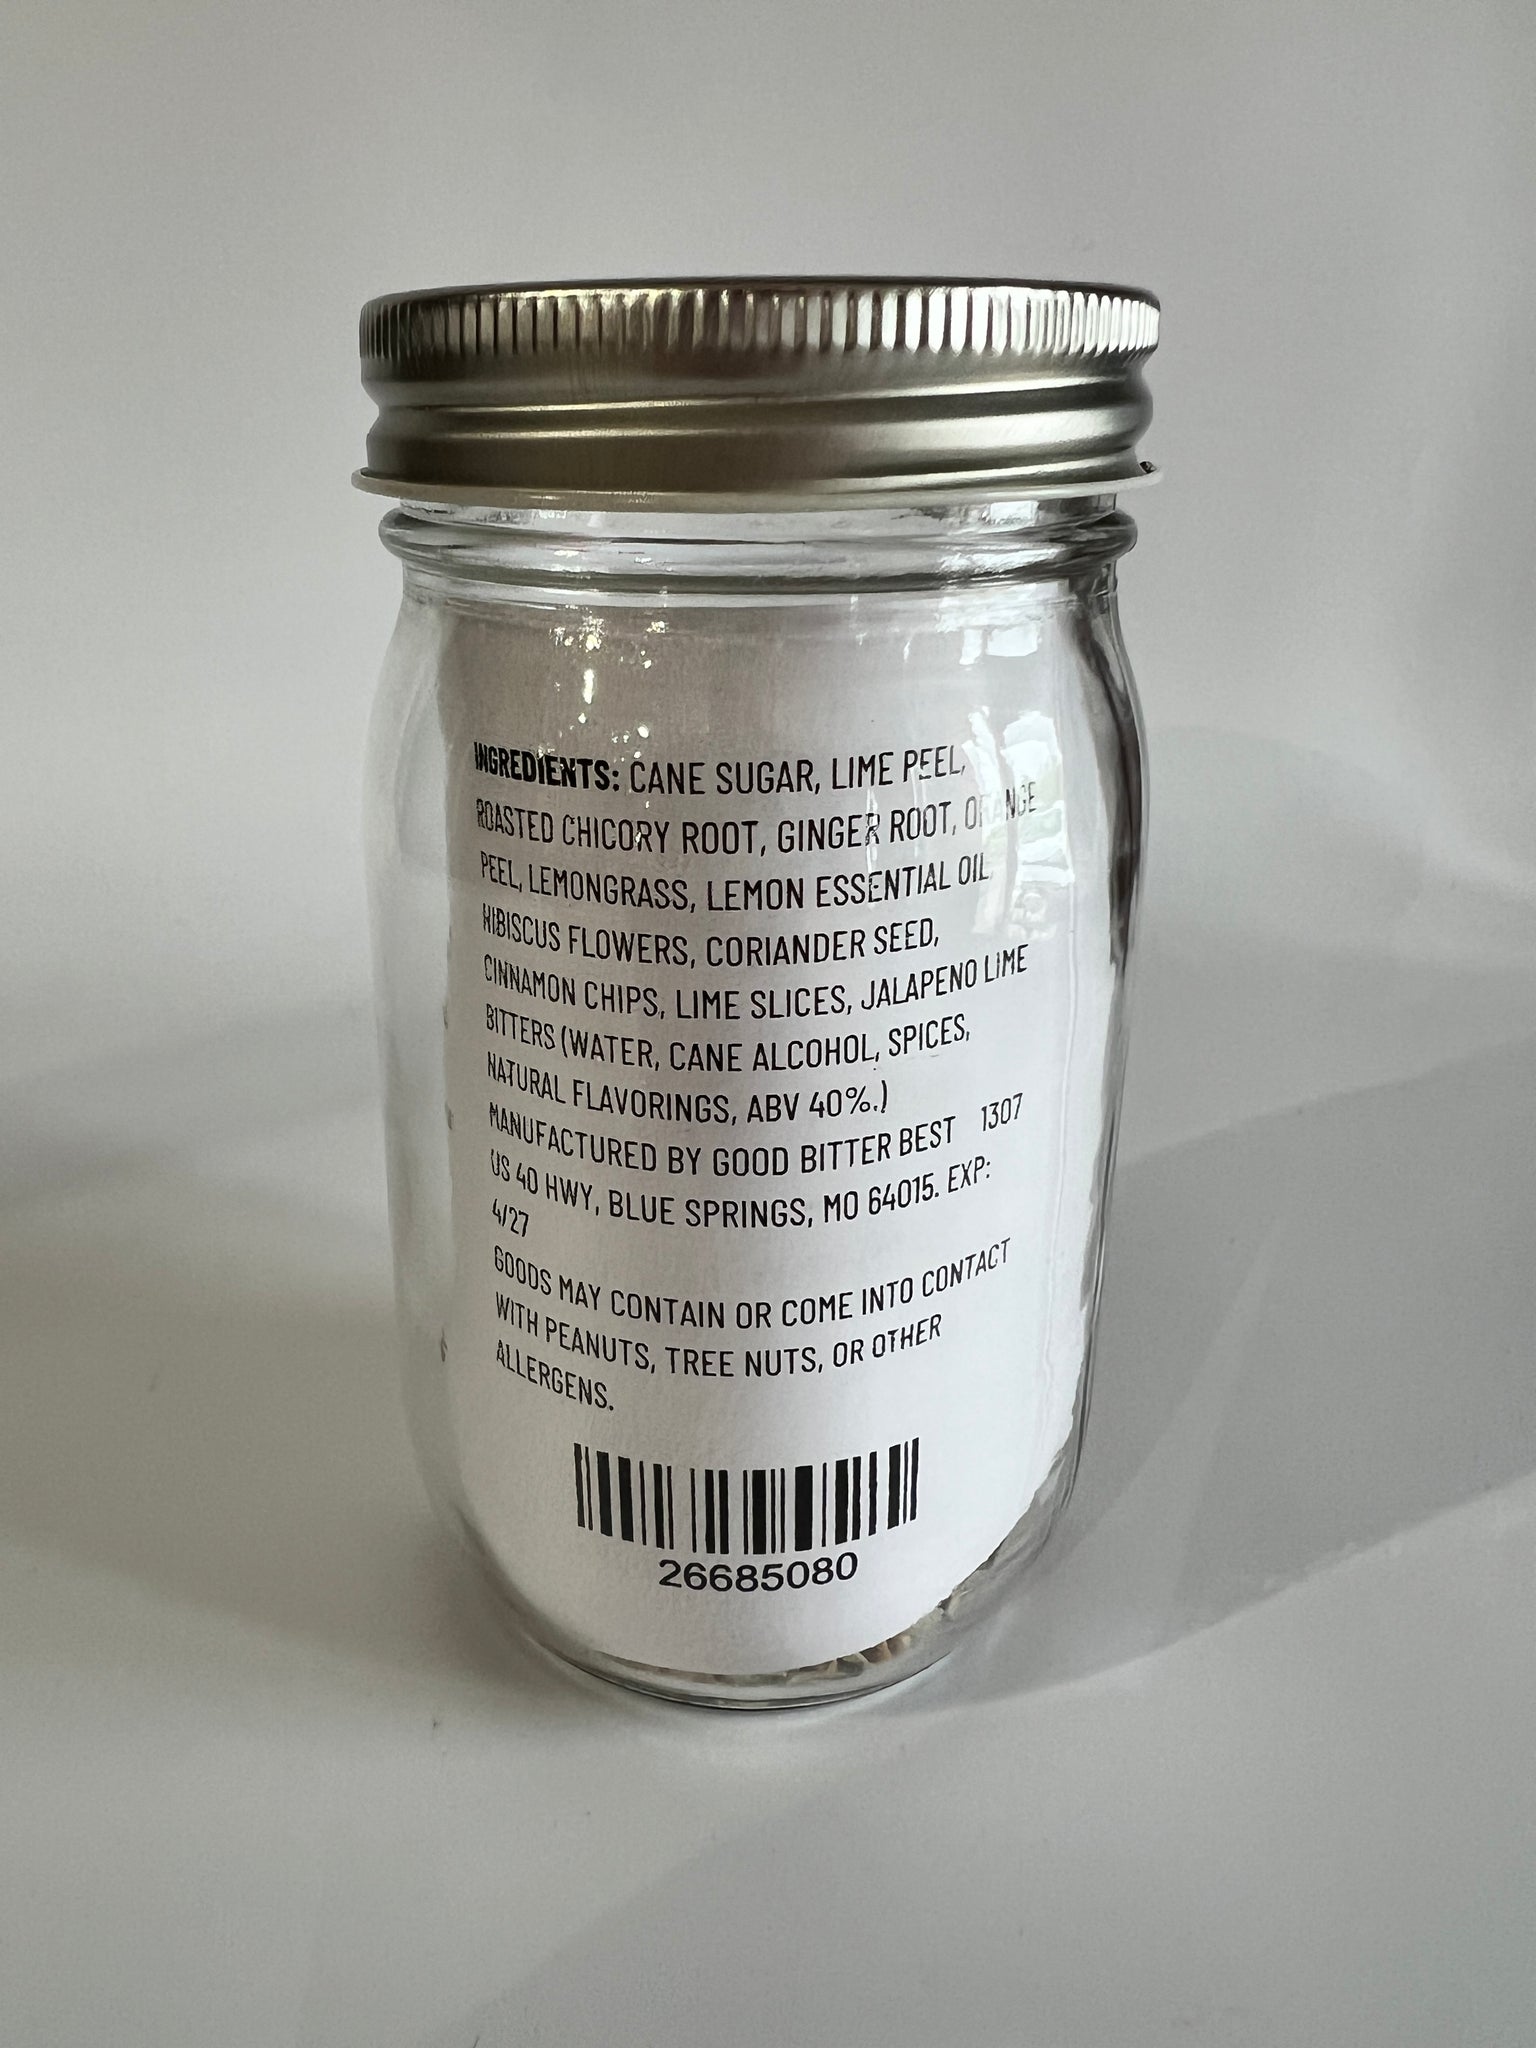 INGREDIENTS: CANE SUGAR, LIME PEEL,
ROASTED CHICORY ROOT, GINGER ROOT, ORANGE
PEEL, LEMONGRASS, LEMON ESSENTIAL OIL,
HIBISCUS FLOWERS, CORIANDER SEED,
CINNAMON CHIPS, LIME SLICES, JALAPENO LIME
BITTERS (WATER, CANE ALCOHOL, SPICES,
NATURAL FLAVORINGS, ABV 40%.)
MANUFACTURED BY GOOD BITTER BEST 1307
US 40 HWY, BLUE SPRINGS, MO 64015. EXP:
4/27
GOODS MAY CONTAIN OR COME INTO CONTACT
WITH PEANUTS, TREE NUTS, OR OTHER
ALLERGENS.
26685080